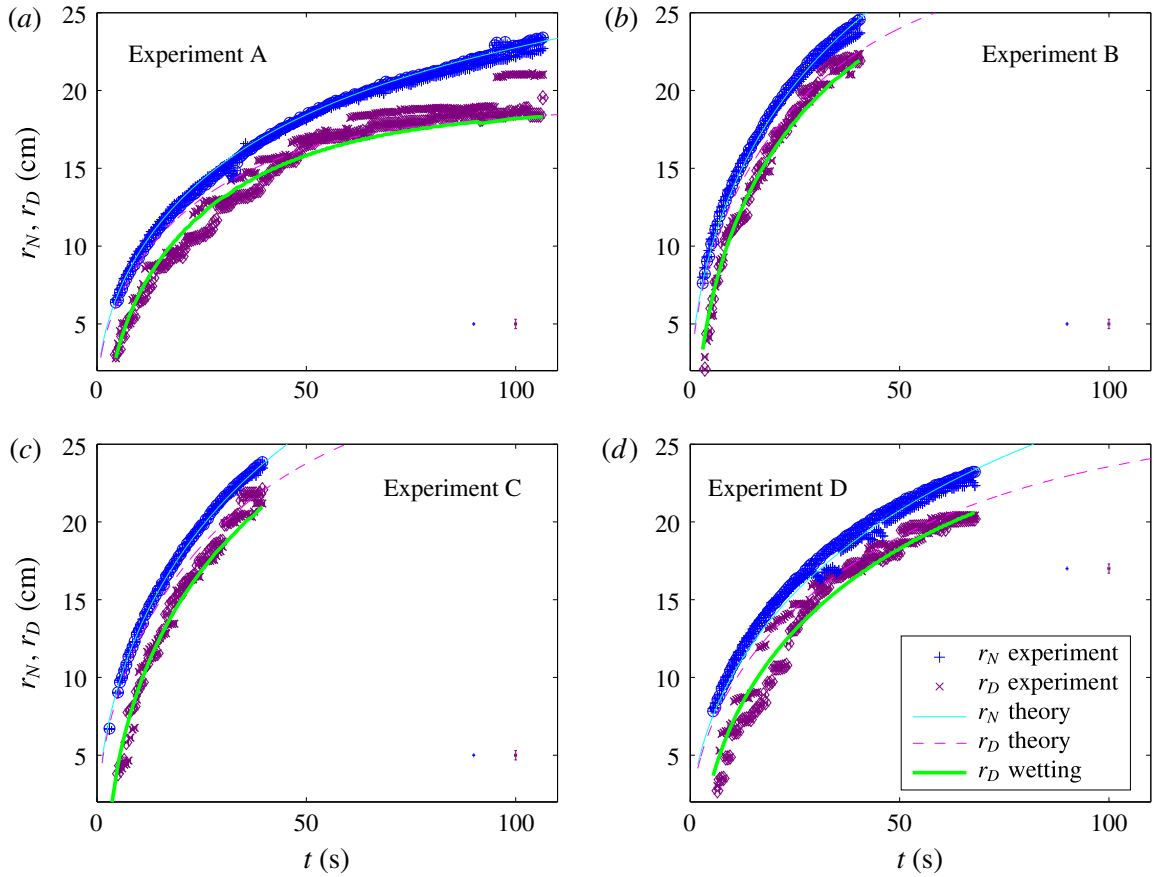 (a)
25
20
15
10
5
0
50
100
r_N, r_D (cm)
Experiment A
(b)
25
20
15
10
5
0
50
100
Experiment B
(c)
25
20
15
10
5
0
50
100
r_N, r_D (cm)
t (s)
Experiment C
(d)
25
20
15
10
5
0
50
100
t (s)
Experiment D
r_N experiment
r_D experiment
r_N theory
r_D theory
r_D wetting